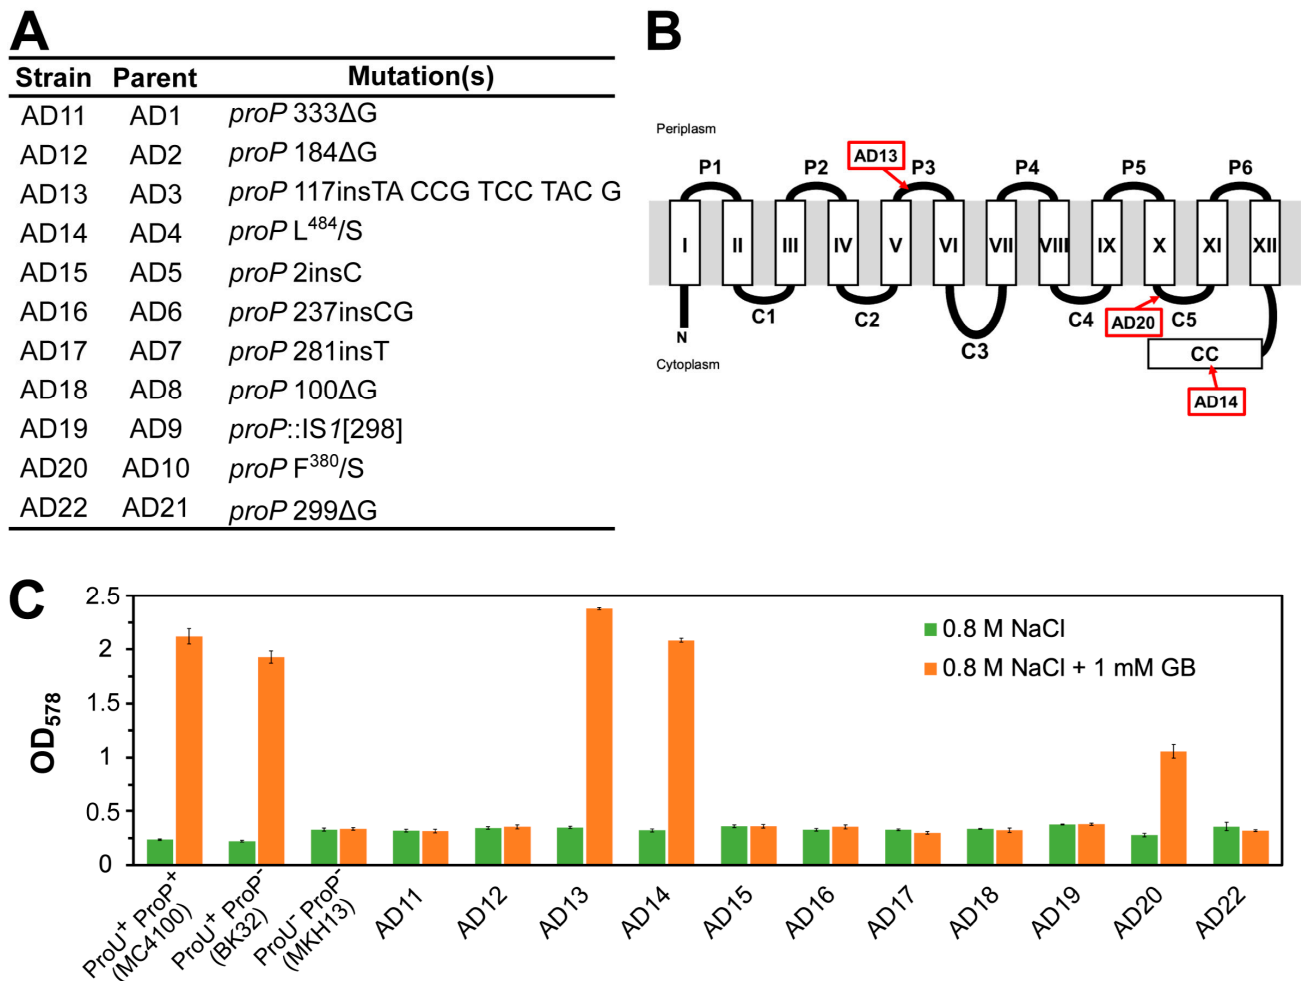 A
Strain Parent Mutation(s)
AD11 AD1 proP 333ΔG
AD12 AD2 proP 184ΔG
AD13 AD3 proP 117insTA CCG TCC TAC G
AD14 AD4 proP L⁴⁸⁴/S
AD15 AD5 proP 2insC
AD16 AD6 proP 237insCG
AD17 AD7 proP 281insT
AD18 AD8 proP 100ΔG
AD19 AD9 proP::IS1[298]
AD20 AD10 proP F³⁸⁰/S
AD22 AD21 proP 299ΔG
B
Periplasm
AD13
P1 P2 P3 P4 P5 P6
I II III IV V VI VII VIII IX X XI XII
C1 C2 C3 C4 AD20 C5
N
CC
Cytoplasm
AD14
C
2.5
2
1.5
1
0.5
0
OD₅₇₈
0.8 M NaCl
0.8 M NaCl + 1 mM GB
ProU⁺ ProP⁺
(MC4100)
ProU⁺ ProP⁻
(BK32)
ProU⁻ ProP⁻
(MKH13)
AD11
AD12
AD13
AD14
AD15
AD16
AD17
AD18
AD19
AD20
AD22